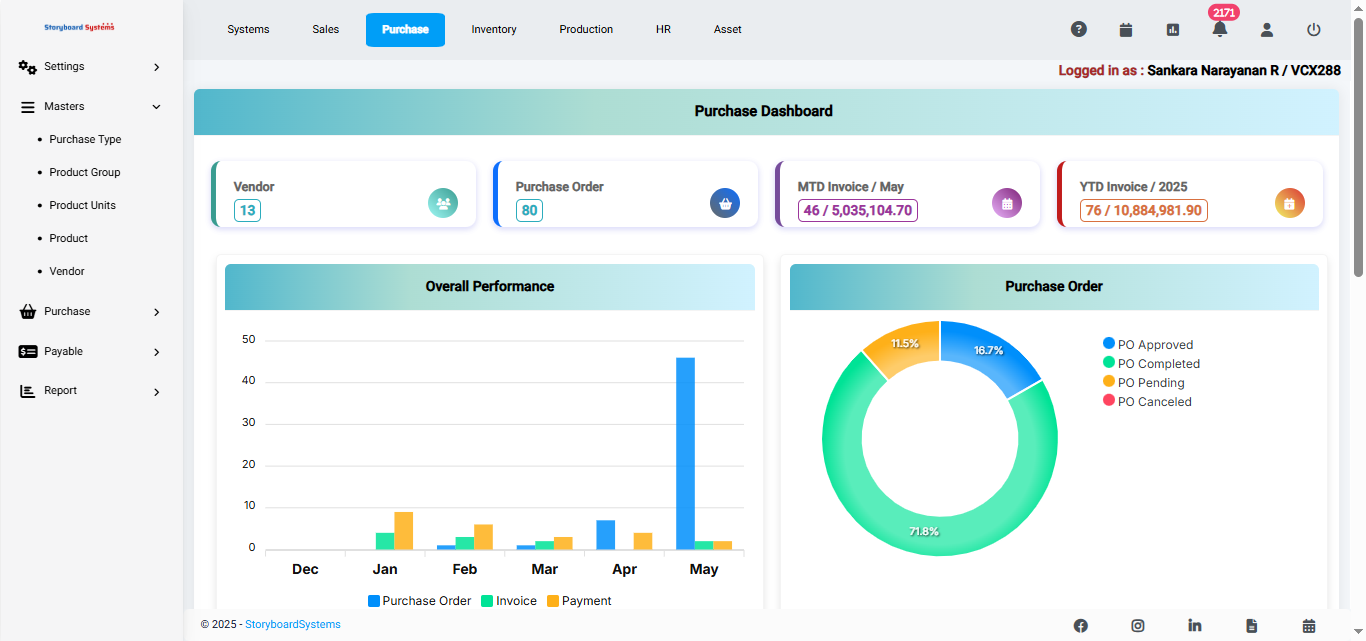 Storyboard Systems
Systems Sales Purchase Inventory Production HR Asset
2171
Logged in as : Sankara Narayanan R / VCX288
Settings
Masters
Purchase Type
Product Group
Product Units
Product
Vendor
Purchase
Payable
Report
Purchase Dashboard
Vendor
13
Purchase Order
80
MTD Invoice / May
46 / 5,035,104.70
YTD Invoice / 2025
76 / 10,884,981.90
Overall Performance
50
40
30
20
10
0
Dec Jan Feb Mar Apr May
Purchase Order Invoice Payment
Purchase Order
11.5%
16.7%
71.8%
PO Approved
PO Completed
PO Pending
PO Canceled
© 2025 - StoryboardSystems